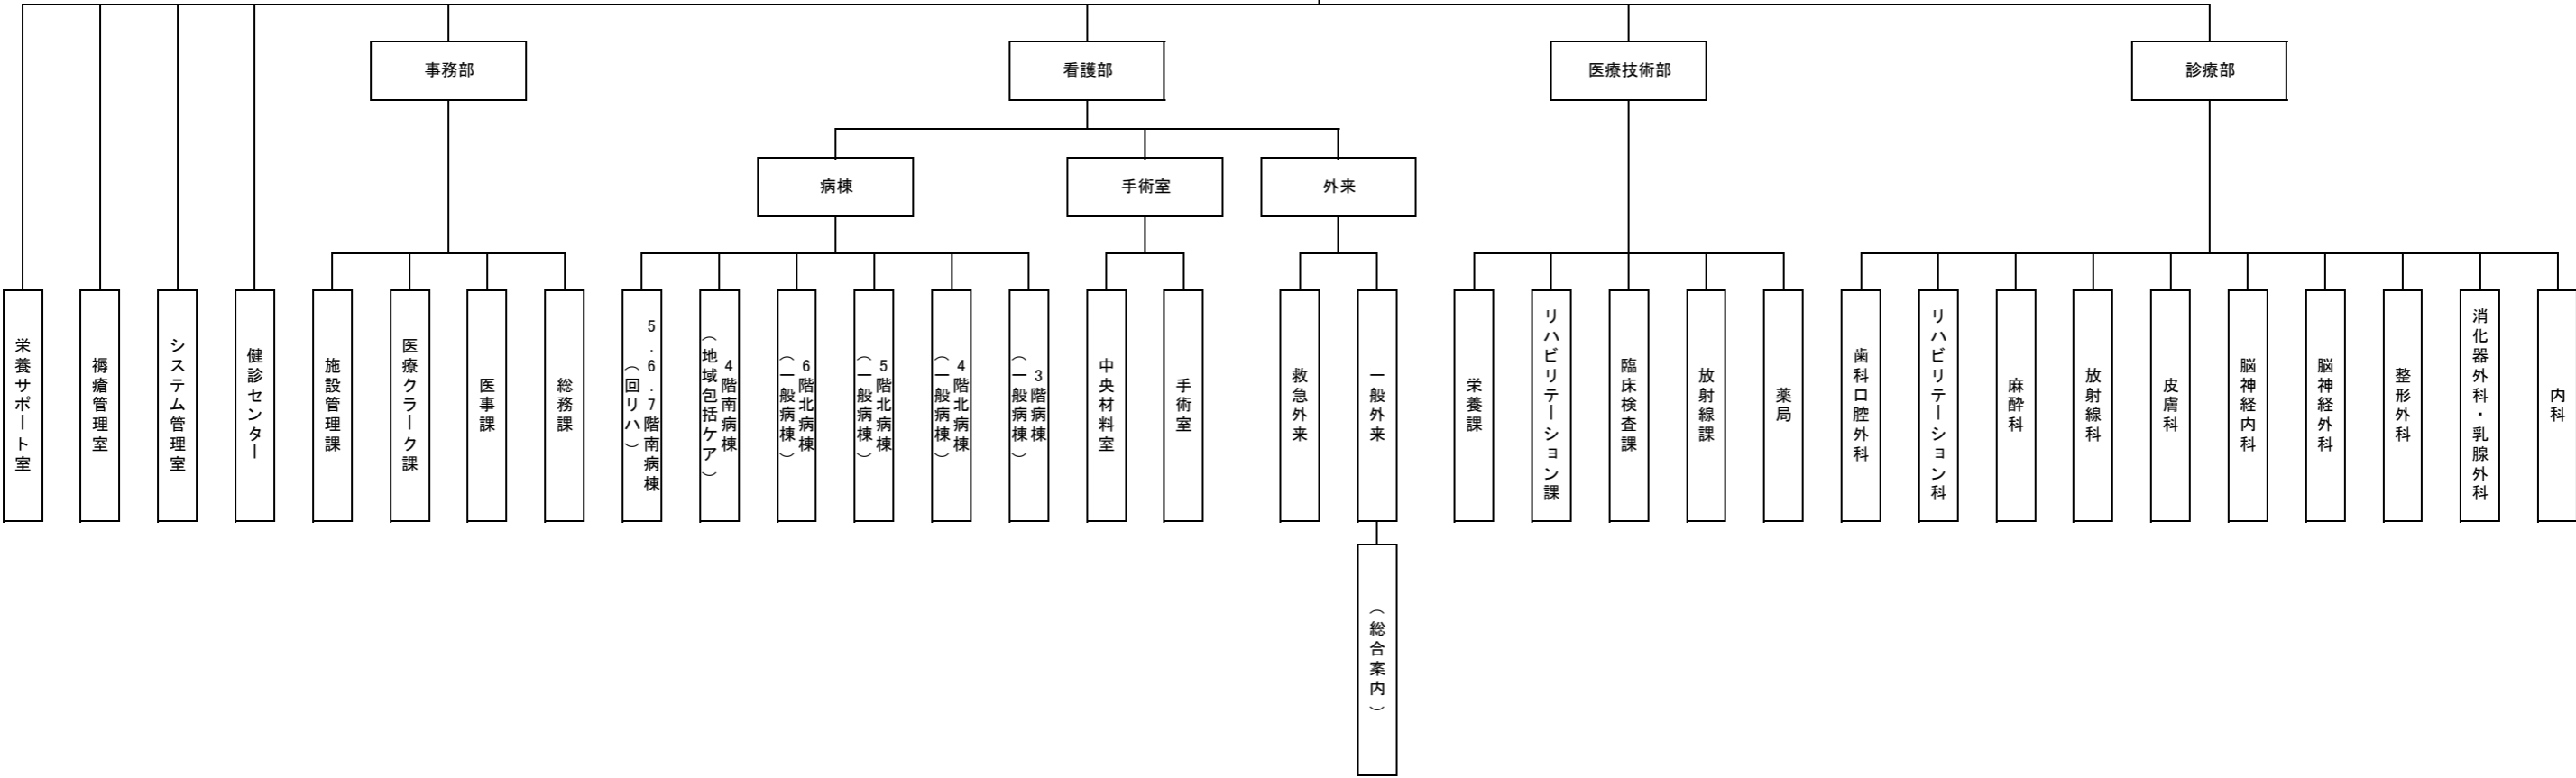 事務部
看護部
医療技術部
診療部
病棟
手術室
外来
栄養サポート室
褥瘡管理室
システム管理室
健診センター
施設管理課
医療クラーク課
医事課
総務課
5.6.7階南病棟
（回リハ）
4階南病棟
（地域包括ケア）
6階北病棟
（一般病棟）
5階北病棟
（一般病棟）
4階北病棟
（一般病棟）
3階病棟
（一般病棟）
中央材料室
手術室
救急外来
一般外来
栄養課
リハビリテーション課
臨床検査課
放射線課
薬局
歯科口腔外科
リハビリテーション科
麻酔科
放射線科
皮膚科
脳神経内科
脳神経外科
整形外科
消化器外科・乳腺外科
内科
（総合案内）